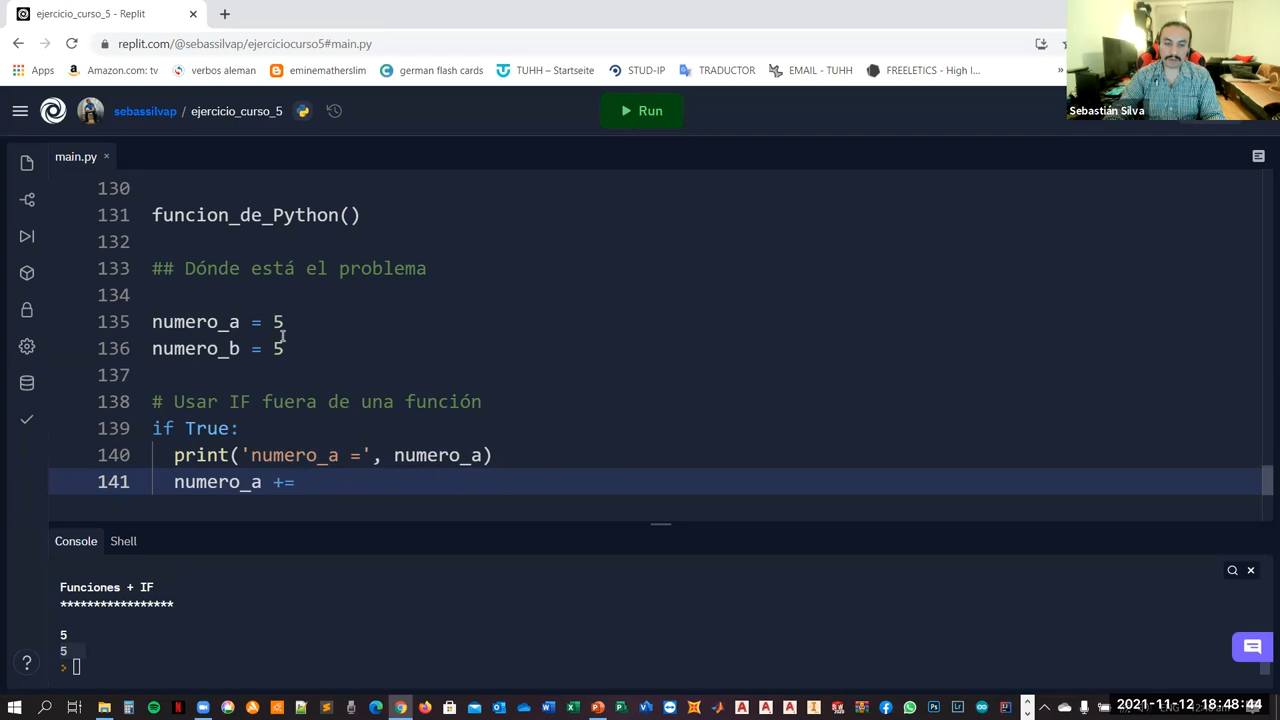 ejercicio_curso_5 - Replit
replit.com/@sebassilvap/ejerciciocurso5#main.py
Apps
Amazon.com: tv
verbos aleman
eminematherslim
german flash cards
TUHH – Startseite
STUD-IP
TRADUCTOR
EMAIL - TUHH
FREELETICS - High I...
»
Sebastián Silva
sebassilvap / ejercicio_curso_5
Run
main.py
130
131 funcion_de_Python()
132
133 ## Dónde está el problema
134
135 numero_a = 5
136 numero_b = 5
137
138 # Usar IF fuera de una función
139 if True:
140 print('numero_a =', numero_a)
141 numero_a +=
Console
Shell
Funciones + IF
*****************
5
5
>
2021-11-12 18:48:44